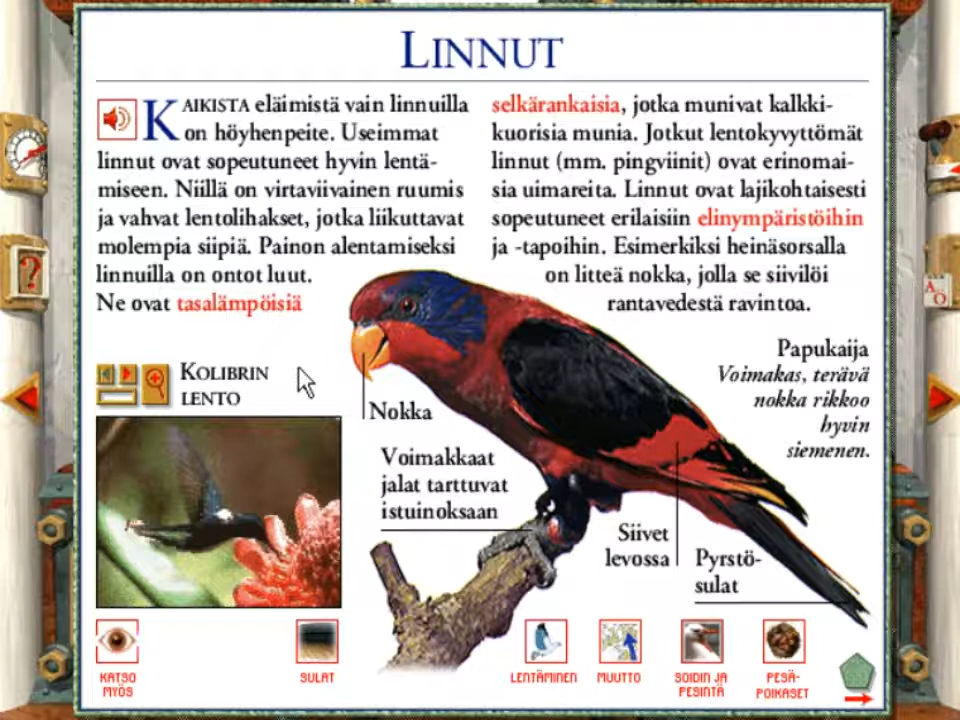 LINNUT
KAIKISTA eläimistä vain linnuilla
on höyhenpeite. Useimmat
linnut ovat sopeutuneet hyvin lentä-
miseen. Niillä on virtaviivainen ruumis
ja vahvat lentolihakset, jotka liikuttavat
molempia siipiä. Painon alentamiseksi
linnuilla on ontot luut.
Ne ovat tasalämpöisiä
selkärankaisia, jotka munivat kalkki-
kuorisia munia. Jotkut lentokyvyttömät
linnut (mm. pingviinit) ovat erinomai-
sia uimareita. Linnut ovat lajikohtaisesti
sopeutuneet erilaisiin elinympäristöihin
ja -tapoihin. Esimerkiksi heinäsorsalla
on litteä nokka, jolla se siivilöi
rantavedestä ravintoa.
KOLIBRIN
LENTO
Nokka
Voimakkaat
jalat tarttuvat
istuinoksaan
Papukaija
Voimakas, terävä
nokka rikkoo
hyvin
siemenen.
Siivet
levossa
Pyrstö-
sulat
KATSO
MYÖS
SULAT
LENTÄMINEN
MUUTTO
SOIDIN JA
PESINTÄ
PESÄ-
POIKASET
?
A
O